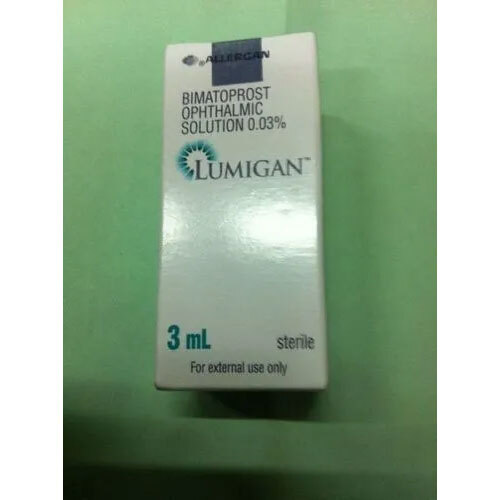 ALLERGAN
BIMATOPROST
OPHTHALMIC
SOLUTION 0.03%
LUMIGAN™
3 mL
sterile
For external use only